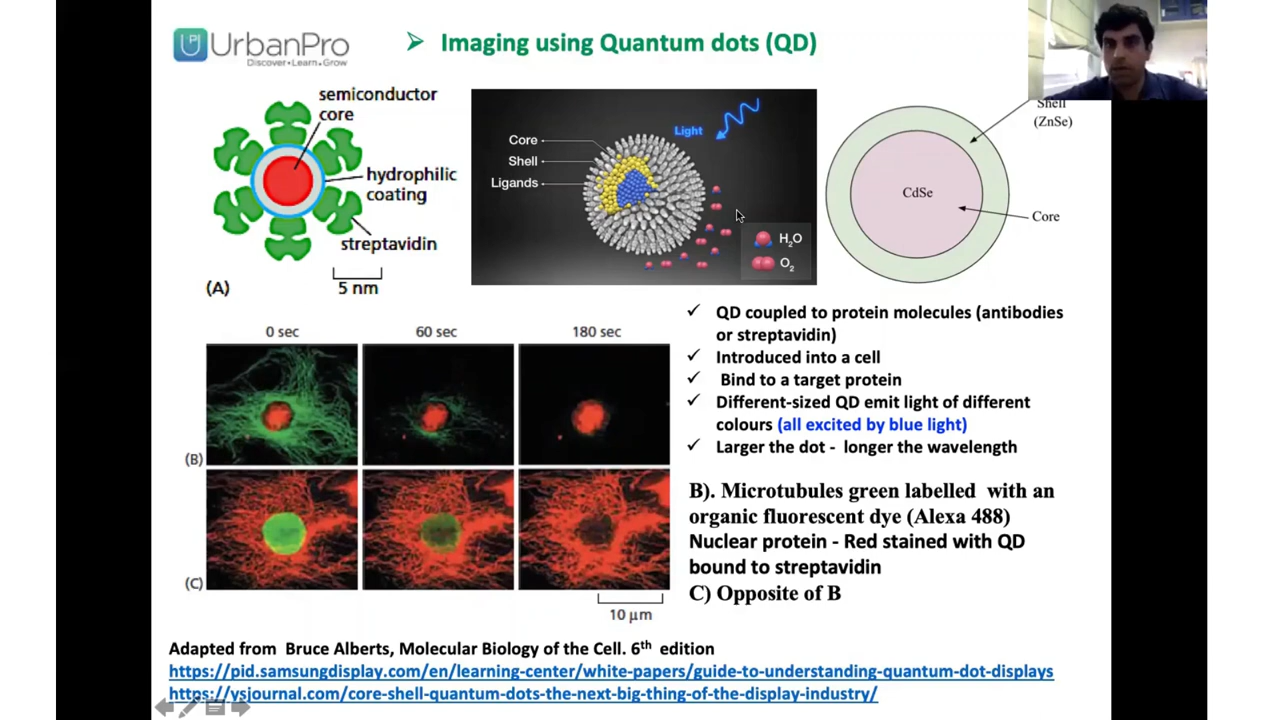 UrbanPro
Discover•Learn•Grow
➢ Imaging using Quantum dots (QD)
semiconductor
core
hydrophilic
coating
streptavidin
(A)
5 nm
Core
Shell
Ligands
Light
H₂O
O₂
Shell
(ZnSe)
CdSe
Core
0 sec 60 sec 180 sec
(B)
(C)
10 μm
✓ QD coupled to protein molecules (antibodies
or streptavidin)
✓ Introduced into a cell
✓ Bind to a target protein
✓ Different-sized QD emit light of different
colours (all excited by blue light)
✓ Larger the dot - longer the wavelength
B). Microtubules green labelled with an
organic fluorescent dye (Alexa 488)
Nuclear protein - Red stained with QD
bound to streptavidin
C) Opposite of B
Adapted from Bruce Alberts, Molecular Biology of the Cell. 6th edition
https://pid.samsungdisplay.com/en/learning-center/white-papers/guide-to-understanding-quantum-dot-displays
https://ysjournal.com/core-shell-quantum-dots-the-next-big-thing-of-the-display-industry/